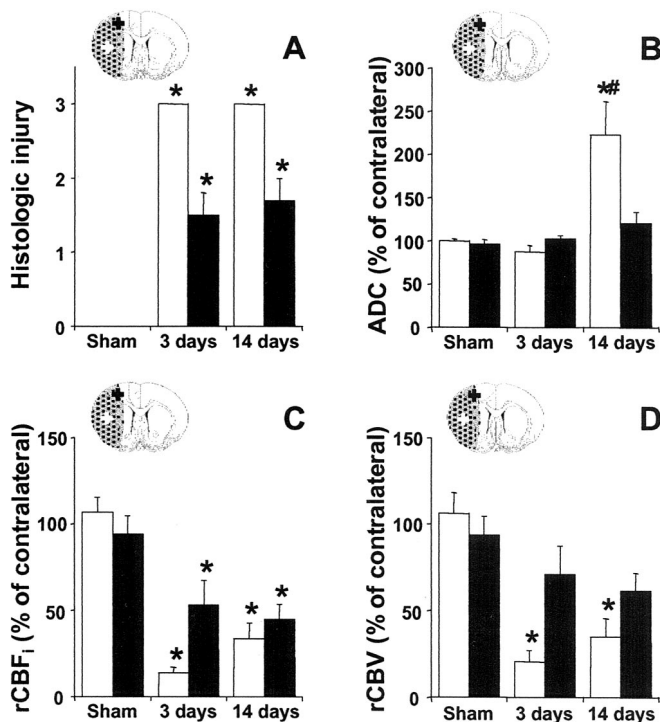 A
Histologic injury
3
2
1
0
*
*
*
*
Sham 3 days 14 days
B
ADC (% of contralateral)
300
250
200
150
100
50
0
*#
Sham 3 days 14 days
C
rCBFi (% of contralateral)
150
100
50
0
*
*
*
*
Sham 3 days 14 days
D
rCBV (% of contralateral)
150
100
50
0
*
*
Sham 3 days 14 days